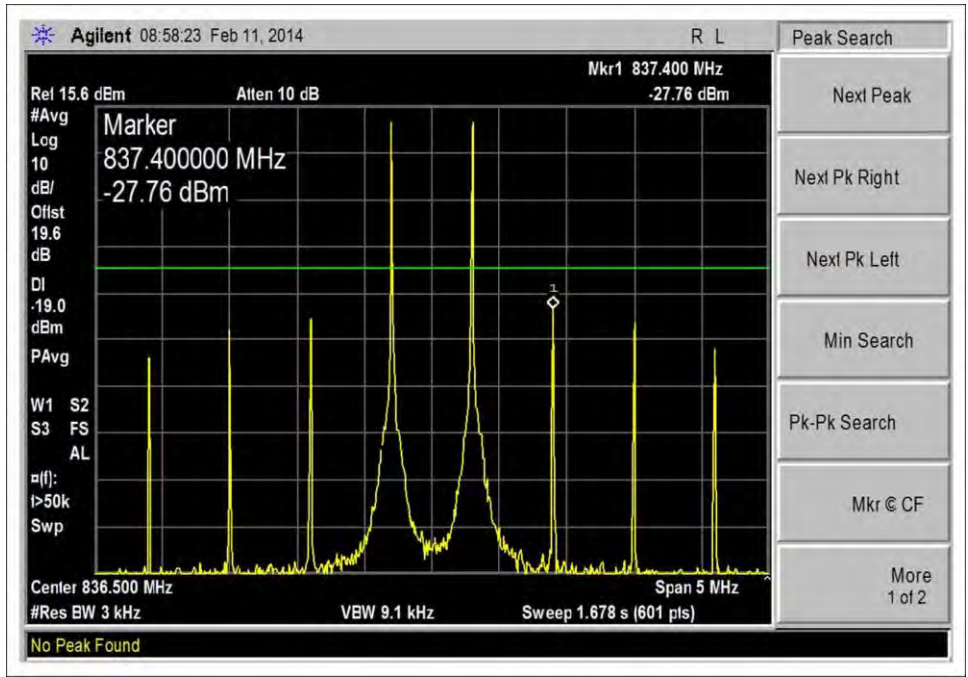 Agilent 08:58:23 Feb 11, 2014 R L
Peak Search
Mkr1 837.400 MHz
Ref 15.6 dBm Atten 10 dB -27.76 dBm
#Avg
Log
10
dB/
Offst
19.6
dB
DI
-19.0
dBm
PAvg
W1 S2
S3 FS
AL
¤(f):
f>50k
Swp
Marker
837.400000 MHz
-27.76 dBm
1
Center 836.500 MHz Span 5 MHz
#Res BW 3 kHz VBW 9.1 kHz Sweep 1.678 s (601 pts)
No Peak Found
Next Peak
Next Pk Right
Next Pk Left
Min Search
Pk-Pk Search
Mkr © CF
More
1 of 2